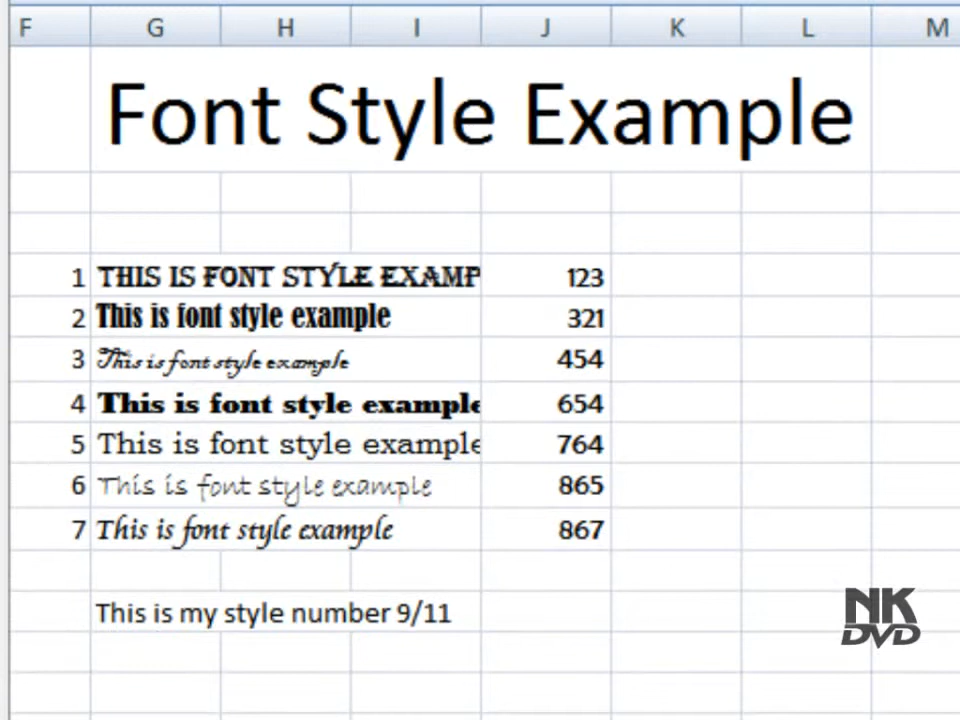 F G H I J K L M
Font Style Example
1 THIS IS FONT STYLE EXAMP 123
2 This is font style example 321
3 This is font style example 454
4 This is font style example 654
5 This is font style example 764
6 This is font style example 865
7 This is font style example 867
This is my style number 9/11
NK
DVD